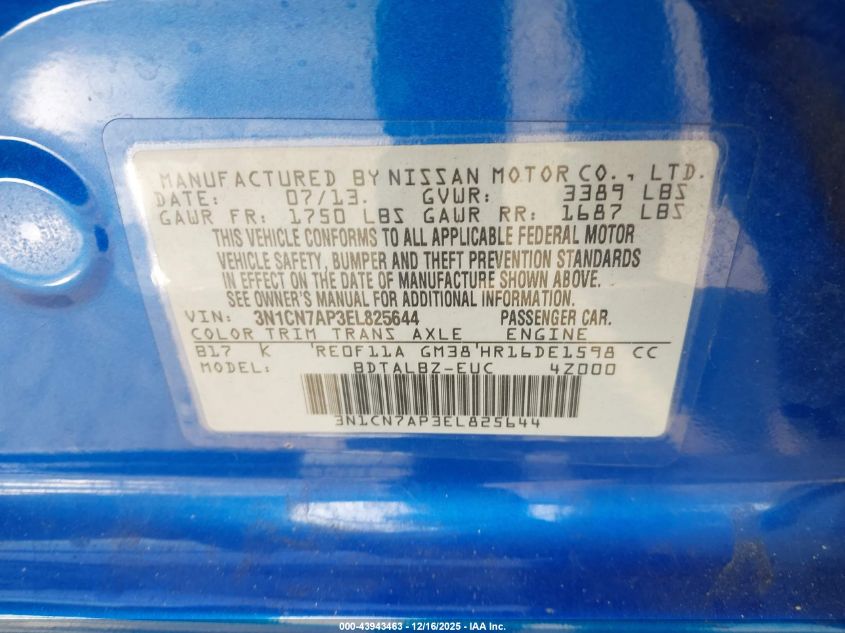 MANUFACTURED BY NISSAN MOTOR CO., LTD.
DATE: 07/13. GVWR: 3389 LBS
GAWR FR: 1750 LBS GAWR RR: 1687 LBS
THIS VEHICLE CONFORMS TO ALL APPLICABLE FEDERAL MOTOR
VEHICLE SAFETY, BUMPER AND THEFT PREVENTION STANDARDS
IN EFFECT ON THE DATE OF MANUFACTURE SHOWN ABOVE.
SEE OWNER'S MANUAL FOR ADDITIONAL INFORMATION.
VIN: 3N1CN7AP3EL825644 PASSENGER CAR.
COLOR TRIM TRANS AXLE ENGINE
B17 K 'RE0F11A GM38'HR16DE1598 CC
MODEL: BDTALBZ-EUC 4Z000
3N1CN7AP3EL825644
000-43943463 - 12/16/2025 - IAA Inc.